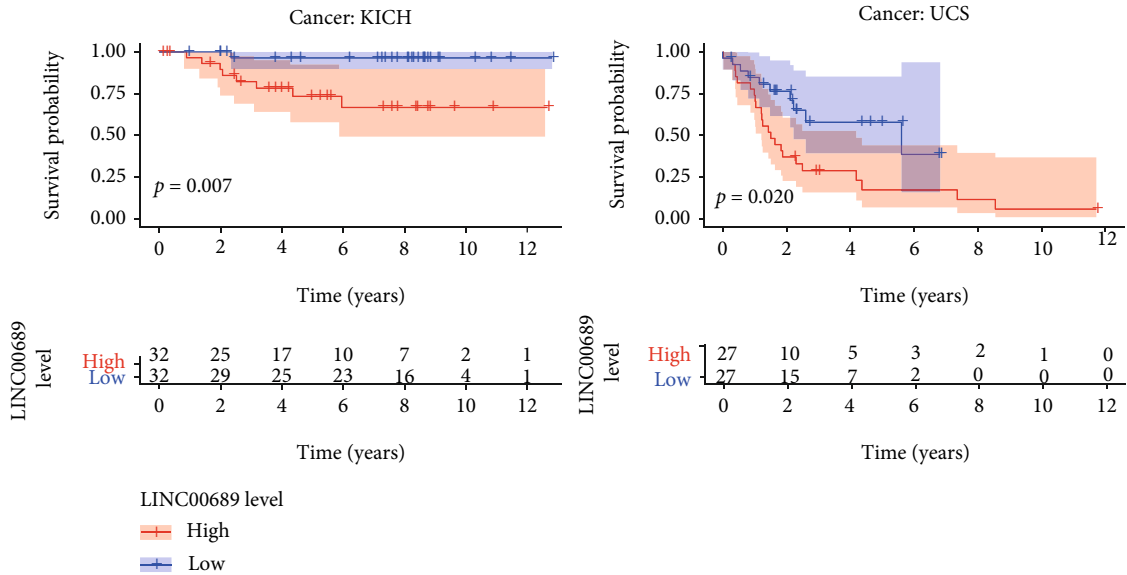 Cancer: KICH
Survival probability
1.00
0.75
0.50
0.25
0.00
p = 0.007
0 2 4 6 8 10 12
Time (years)
LINC00689
level
High 32 25 17 10 7 2 1
Low 32 29 25 23 16 4 1
0 2 4 6 8 10 12
Time (years)
Cancer: UCS
Survival probability
1.00
0.75
0.50
0.25
0.00
p = 0.020
0 2 4 6 8 10 12
Time (years)
LINC00689
level
High 27 10 5 3 2 1 0
Low 27 15 7 2 0 0 0
0 2 4 6 8 10 12
Time (years)
LINC00689 level
High
Low